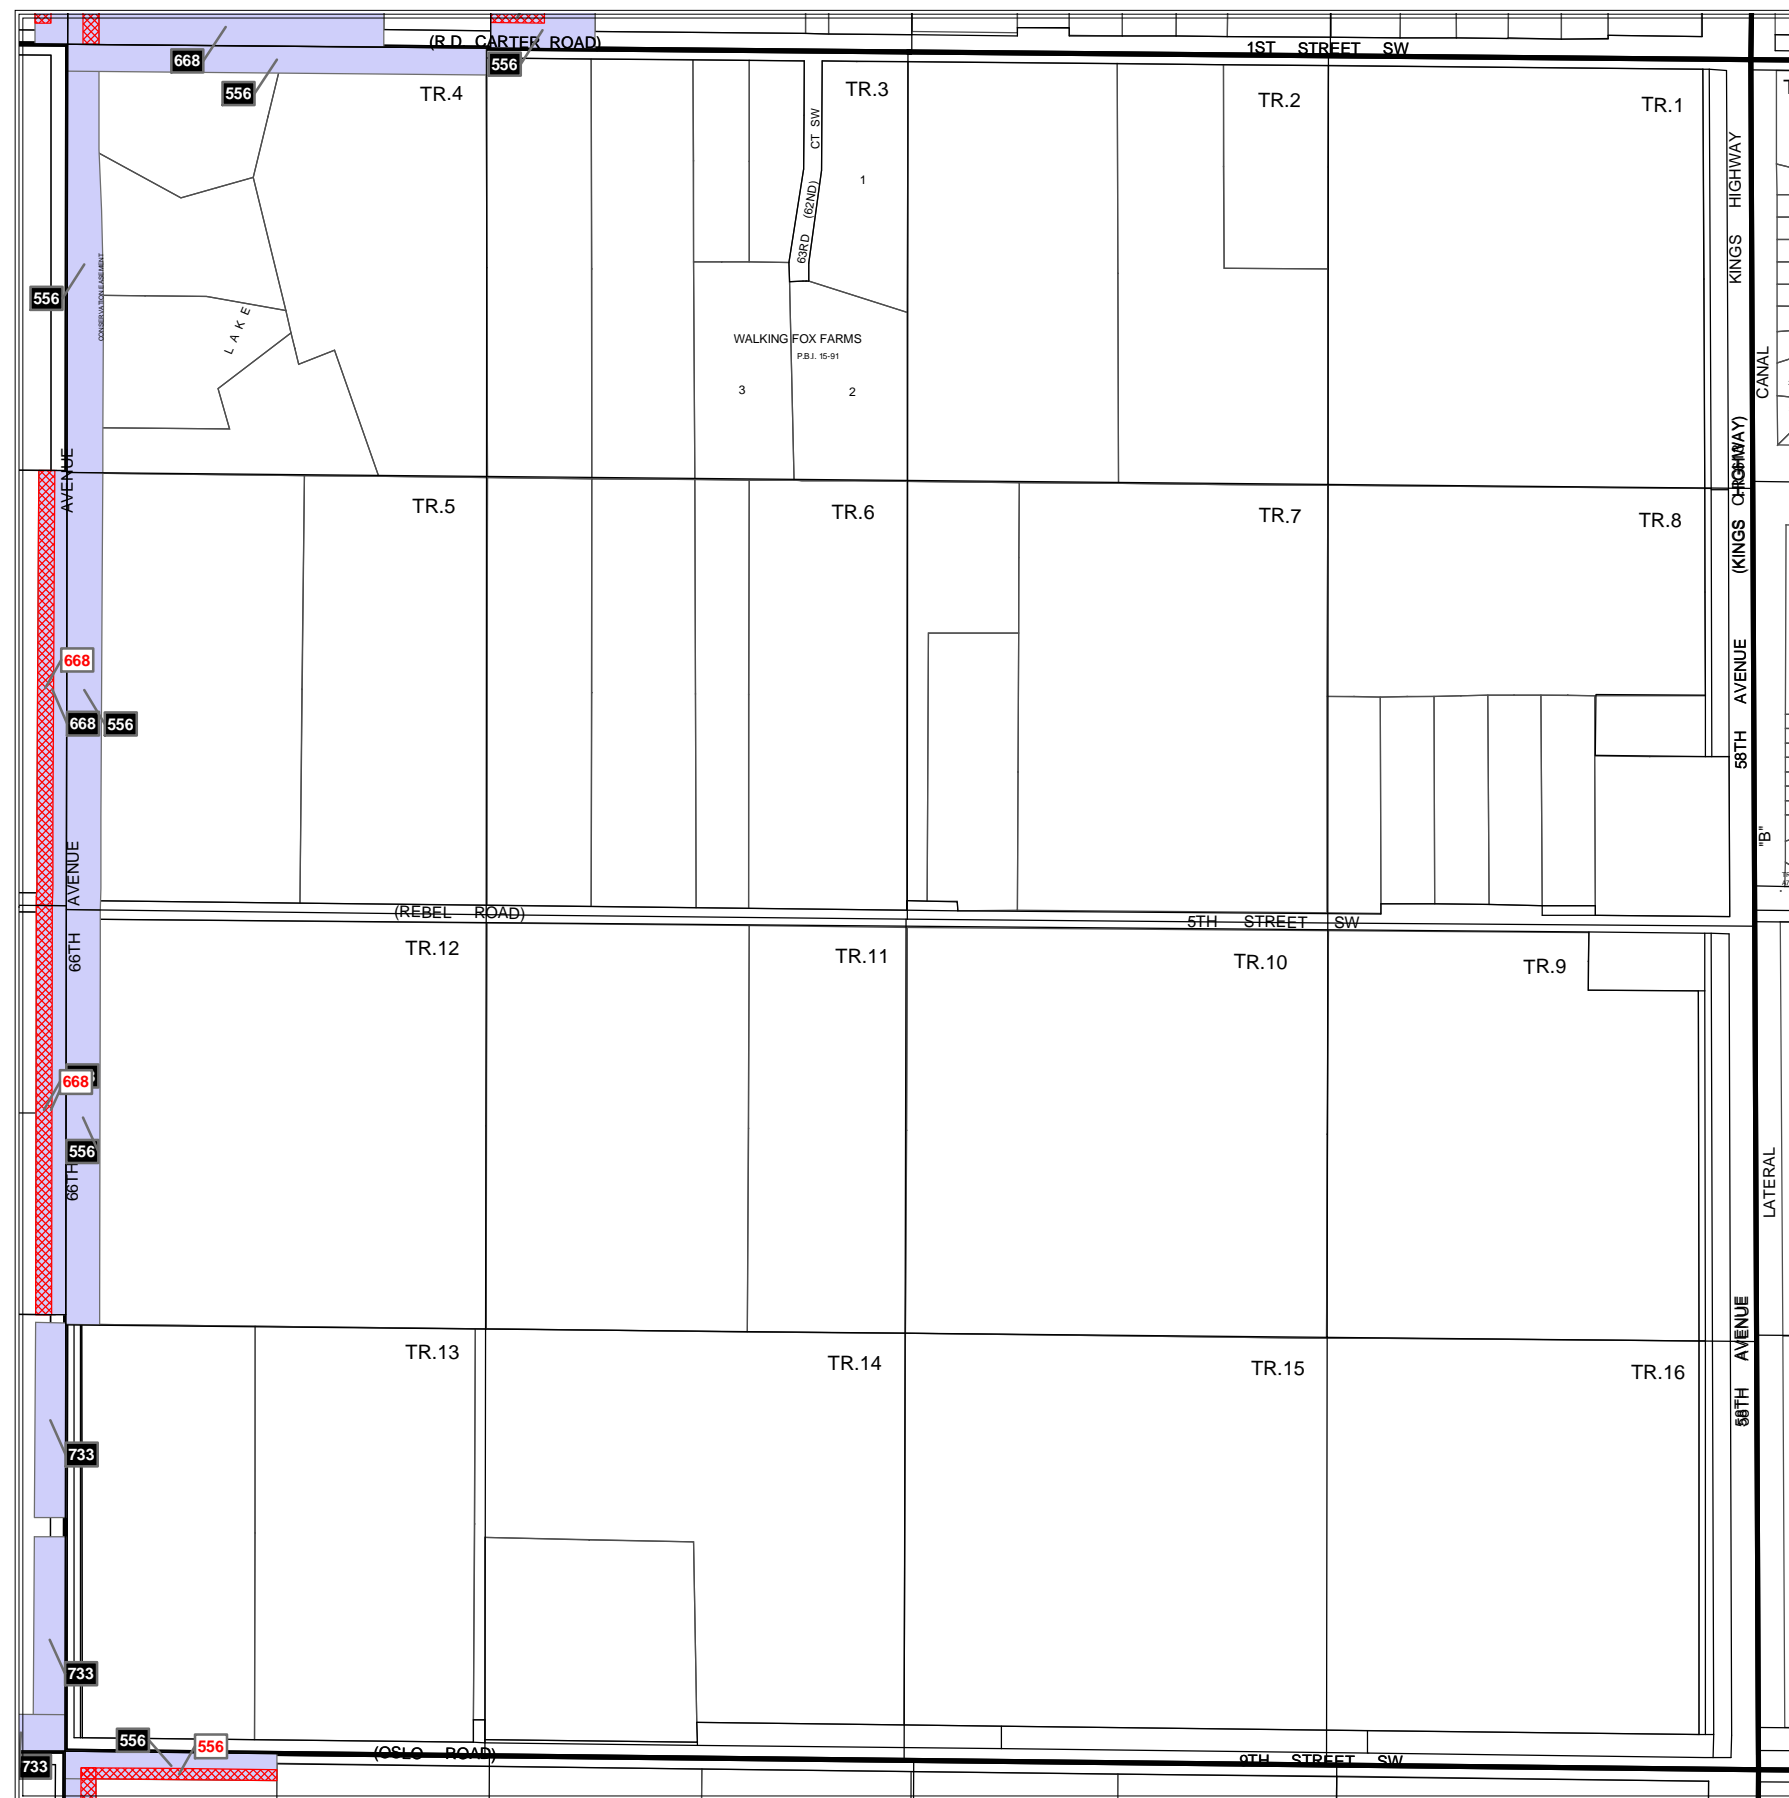 (R.D. CARTER ROAD)
1ST STREET SW
668
556
556
TR.4
TR.3
TR.2
TR.1
63RD (62ND) CT SW
1
KINGS HIGHWAY
556
CONSERVATION EASEMENT
LAKE
WALKING FOX FARMS
P.B.I. 15-91
3
2
CANAL
AVENUE
TR.5
TR.6
TR.7
TR.8
(KINGS HIGHWAY)
668
668
556
58TH AVENUE
"B"
66TH AVENUE
(REBEL ROAD)
5TH STREET SW
TR.12
TR.11
TR.10
TR.9
668
556
66TH
LATERAL
58TH AVENUE
TR.13
TR.14
TR.15
TR.16
733
733
556
556
(OSLO ROAD)
9TH STREET SW
733